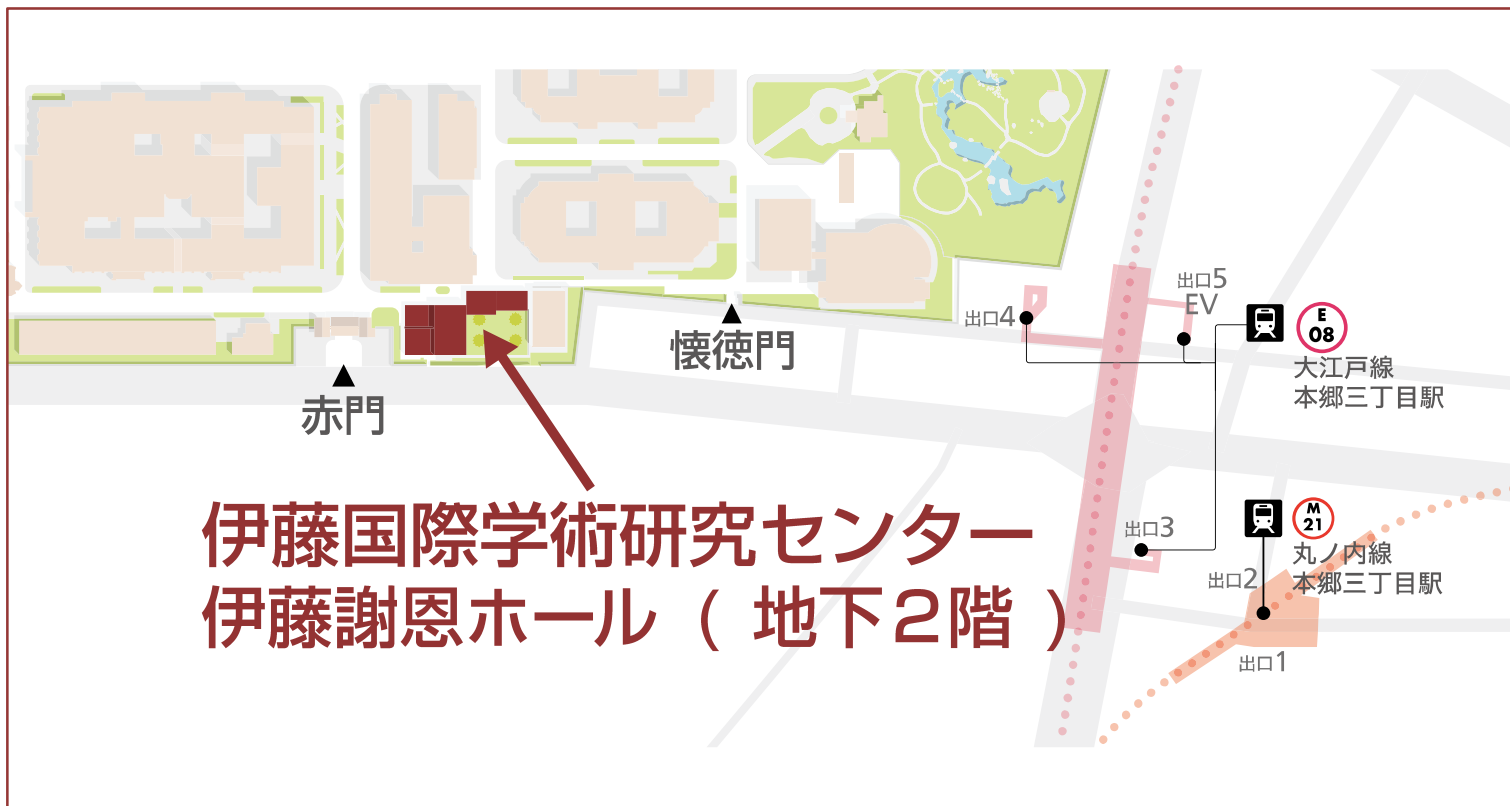 出口5
EV
出口4
E
08
大江戸線
本郷三丁目駅
懐徳門
赤門
伊藤国際学術研究センター
伊藤謝恩ホール ( 地下2階 )
出口3
M
21
丸ノ内線
本郷三丁目駅
出口2
出口1